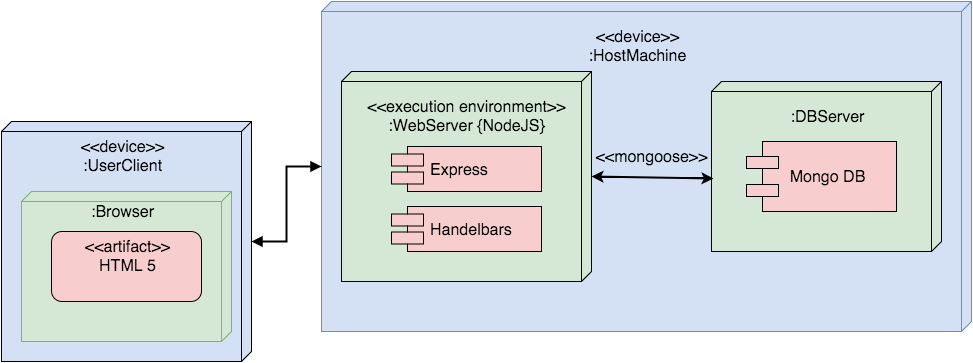 <<device>>
:HostMachine
<<execution environment>>
:WebServer {NodeJS}
Express
Handelbars
<<mongoose>>
:DBServer
Mongo DB
<<device>>
:UserClient
:Browser
<<artifact>>
HTML 5